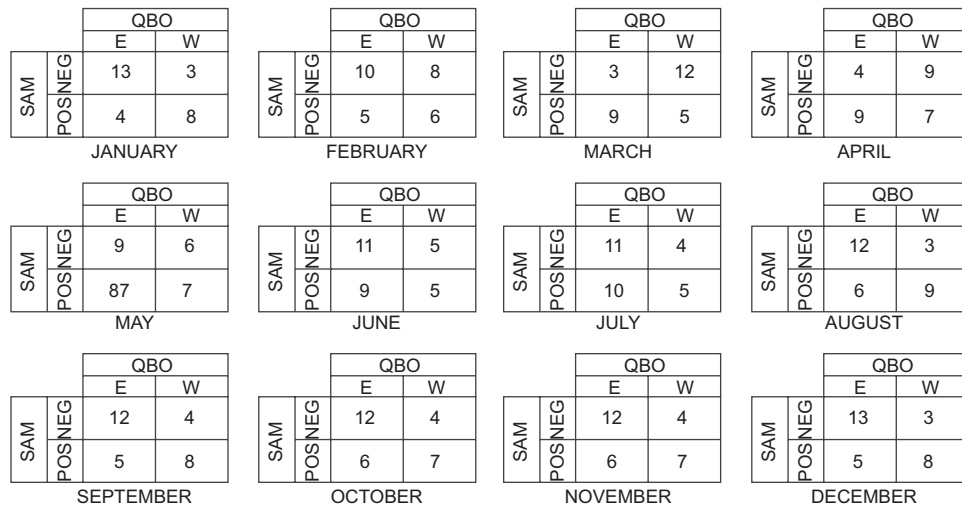 QBO QBO QBO QBO
E W E W E W E W
SAM NEG 13 3 SAM NEG 10 8 SAM NEG 3 12 SAM NEG 4 9
POS 4 8 POS 5 6 POS 9 5 POS 9 7
JANUARY FEBRUARY MARCH APRIL
QBO QBO QBO QBO
E W E W E W E W
SAM NEG 9 6 SAM NEG 11 5 SAM NEG 11 4 SAM NEG 12 3
POS 87 7 POS 9 5 POS 10 5 POS 6 9
MAY JUNE JULY AUGUST
QBO QBO QBO QBO
E W E W E W E W
SAM NEG 12 4 SAM NEG 12 4 SAM NEG 12 4 SAM NEG 13 3
POS 5 8 POS 6 7 POS 6 7 POS 5 8
SEPTEMBER OCTOBER NOVEMBER DECEMBER